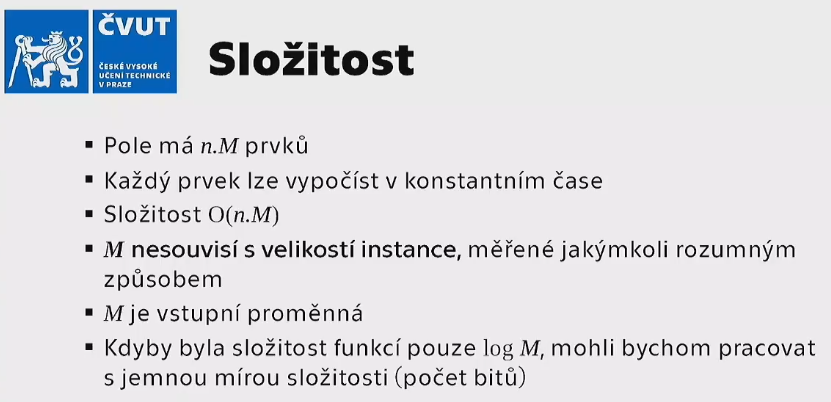 ČVUT
ČESKÉ VYSOKÉ
UČENÍ TECHNICKÉ
V PRAZE
Složitost
▪ Pole má n.M prvků
▪ Každý prvek lze vypočíst v konstantním čase
▪ Složitost O(n.M)
▪ M nesouvisí s velikostí instance, měřené jakýmkoli rozumným
způsobem
▪ M je vstupní proměnná
▪ Kdyby byla složitost funkcí pouze log M, mohli bychom pracovat
s jemnou mírou složitosti (počet bitů)